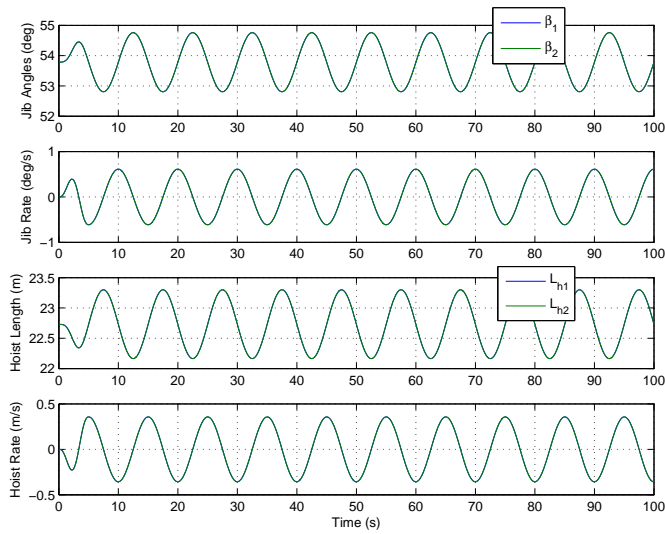 55
54
53
52
Jib Angles (deg)
β1
β2
0 10 20 30 40 50 60 70 80 90 100
1
0
−1
Jib Rate (deg/s)
0 10 20 30 40 50 60 70 80 90 100
23.5
23
22.5
22
Hoist Length (m)
Lh1
Lh2
0 10 20 30 40 50 60 70 80 90 100
0.5
0
−0.5
Hoist Rate (m/s)
0 10 20 30 40 50 60 70 80 90 100
Time (s)